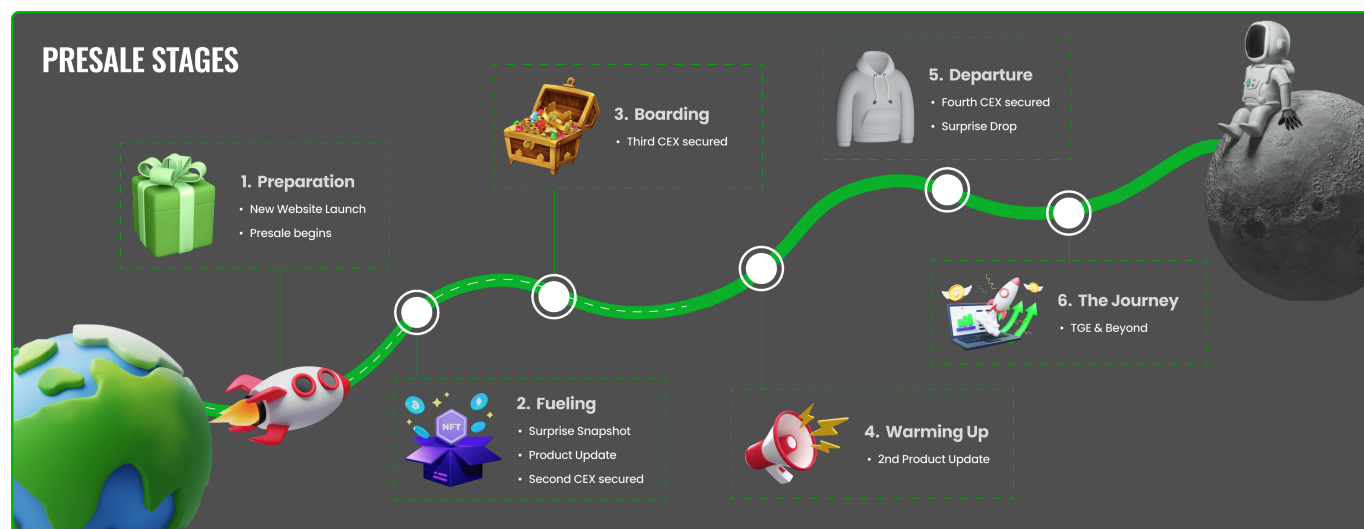 PRESALE STAGES
1. Preparation
• New Website Launch
• Presale begins
2. Fueling
• Surprise Snapshot
• Product Update
• Second CEX secured
NFT
3. Boarding
• Third CEX secured
4. Warming Up
• 2nd Product Update
5. Departure
• Fourth CEX secured
• Surprise Drop
6. The Journey
• TGE & Beyond